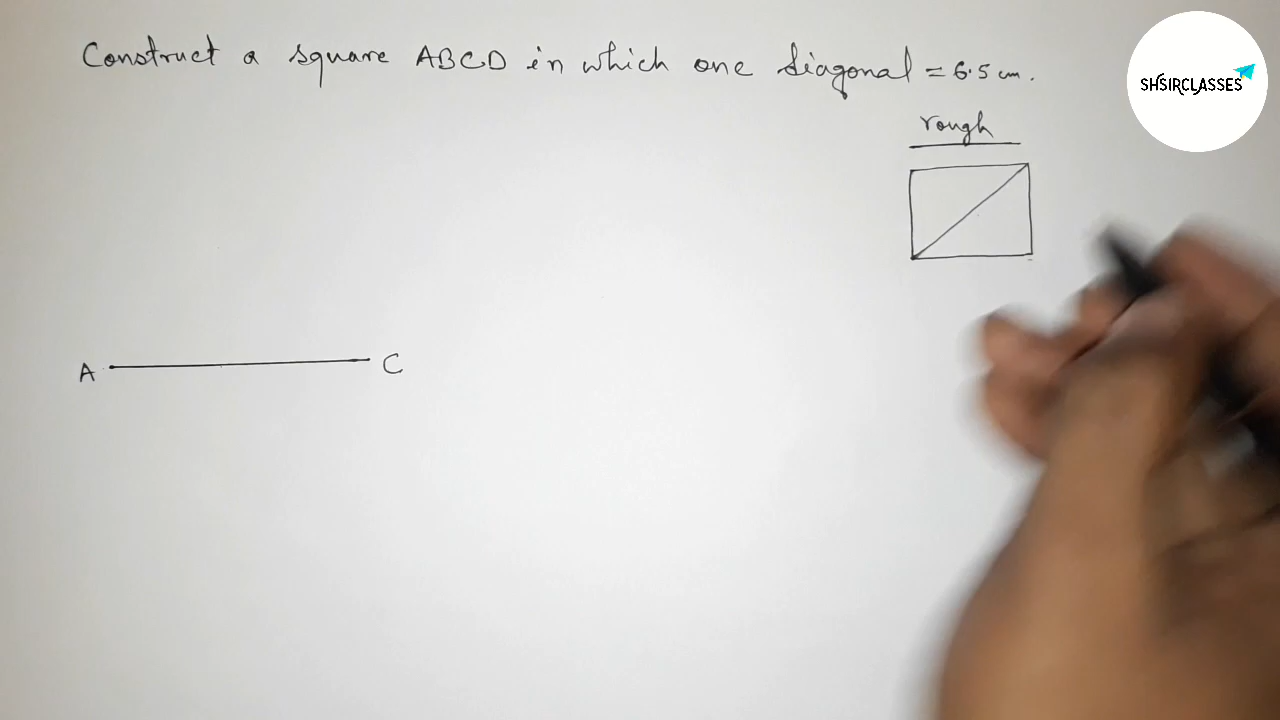 Construct a square ABCD in which one diagonal = 6.5 cm.
SHSIRCLASSES
rough
A C